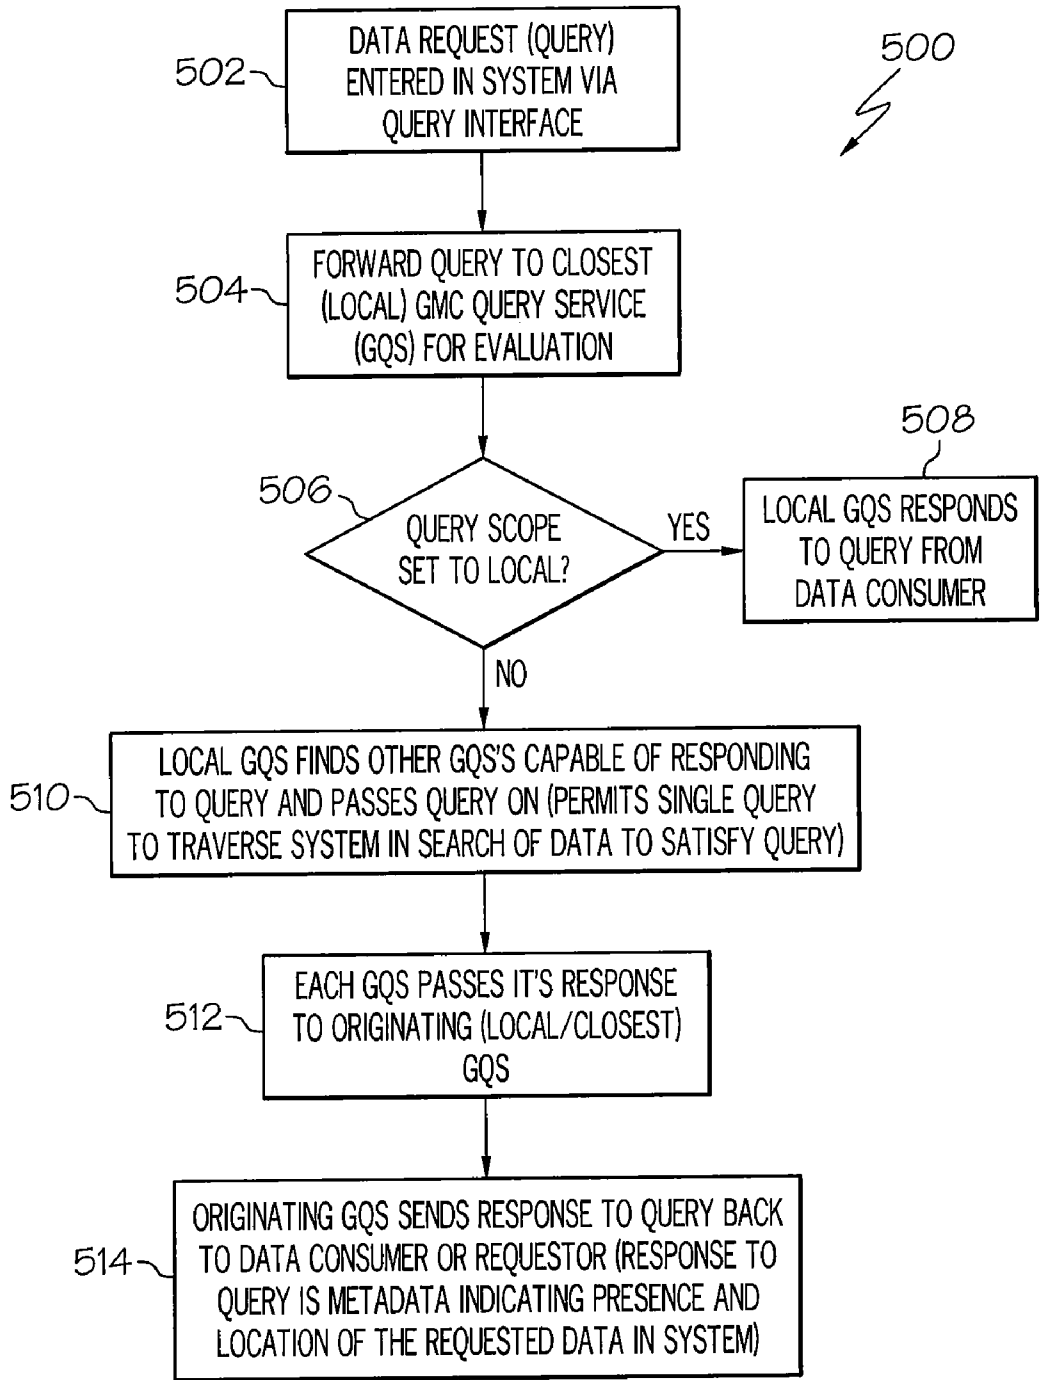 502
DATA REQUEST (QUERY)
ENTERED IN SYSTEM VIA
QUERY INTERFACE
500
504
FORWARD QUERY TO CLOSEST
(LOCAL) GMC QUERY SERVICE
(GQS) FOR EVALUATION
506
QUERY SCOPE
SET TO LOCAL?
YES
508
LOCAL GQS RESPONDS
TO QUERY FROM
DATA CONSUMER
NO
510
LOCAL GQS FINDS OTHER GQS'S CAPABLE OF RESPONDING
TO QUERY AND PASSES QUERY ON (PERMITS SINGLE QUERY
TO TRAVERSE SYSTEM IN SEARCH OF DATA TO SATISFY QUERY)
512
EACH GQS PASSES IT'S RESPONSE
TO ORIGINATING (LOCAL/CLOSEST)
GQS
514
ORIGINATING GQS SENDS RESPONSE TO QUERY BACK
TO DATA CONSUMER OR REQUESTOR (RESPONSE TO
QUERY IS METADATA INDICATING PRESENCE AND
LOCATION OF THE REQUESTED DATA IN SYSTEM)